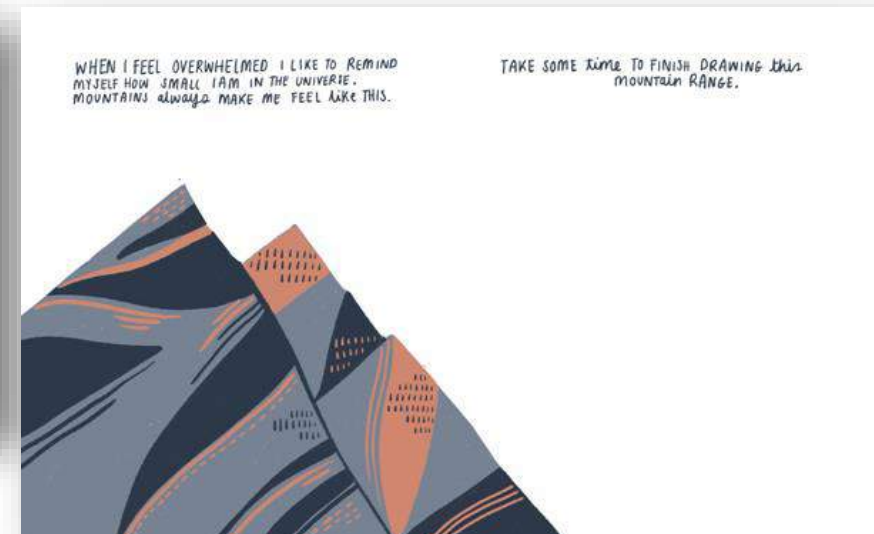 WHEN I FEEL OVERWHELMED I LIKE TO REMIND
MYSELF HOW SMALL I AM IN THE UNIVERSE.
MOUNTAINS always MAKE ME FEEL like THIS.
TAKE SOME time TO FINISH DRAWING this
MOUNTAIN RANGE.